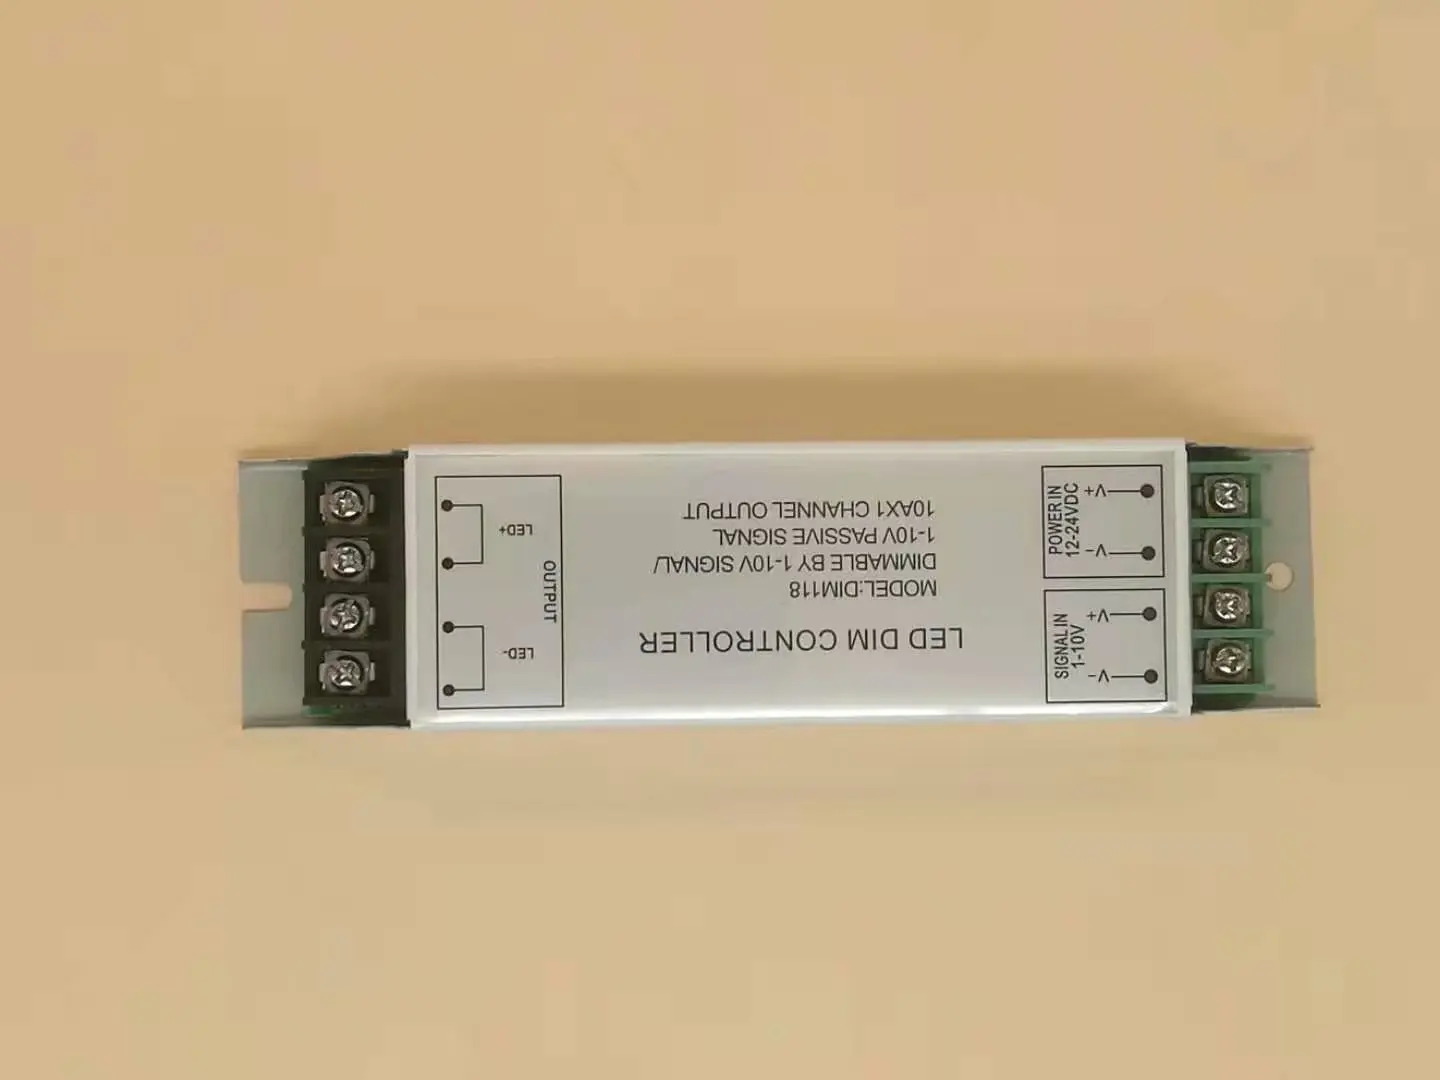 LED DIM CONTROLLER
MODEL:DIM118
DIMMABLE BY 1-10V SIGNAL/
1-10V PASSIVE SIGNAL
10AX1 CHANNEL OUTPUT
SIGNAL IN
1-10V
V-
V+
POWER IN
12-24VDC
V-
V+
OUTPUT
LED-
LED+